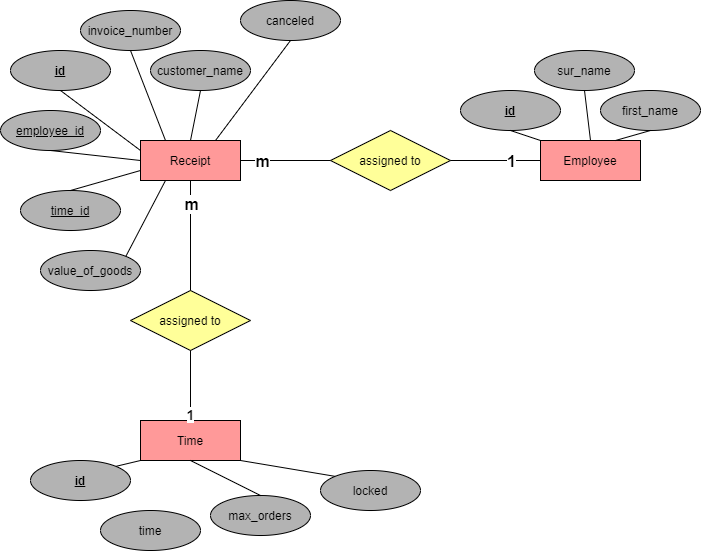 canceled
invoice_number
id
customer_name
sur_name
employee_id
id
first_name
Receipt
m
assigned to
1
Employee
time_id
m
value_of_goods
assigned to
1
Time
id
locked
max_orders
time